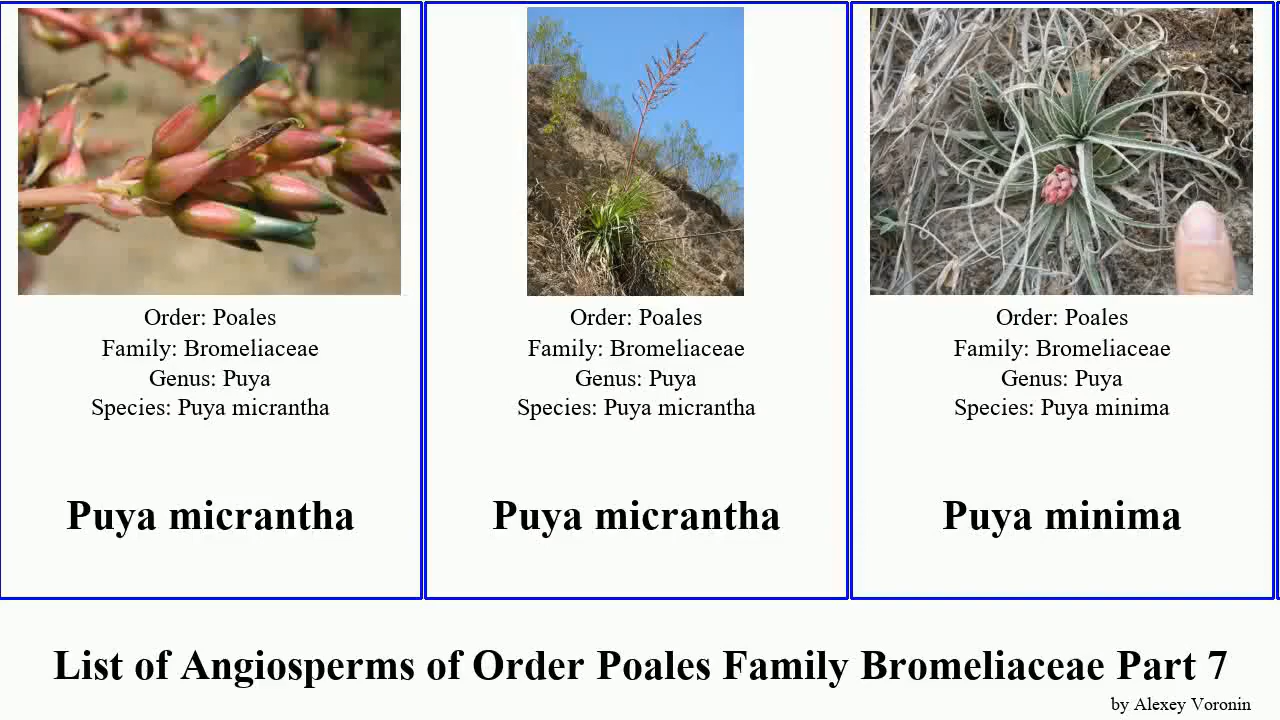 Order: Poales
Family: Bromeliaceae
Genus: Puya
Species: Puya micrantha
Puya micrantha
Order: Poales
Family: Bromeliaceae
Genus: Puya
Species: Puya micrantha
Puya micrantha
Order: Poales
Family: Bromeliaceae
Genus: Puya
Species: Puya minima
Puya minima
List of Angiosperms of Order Poales Family Bromeliaceae Part 7
by Alexey Voronin